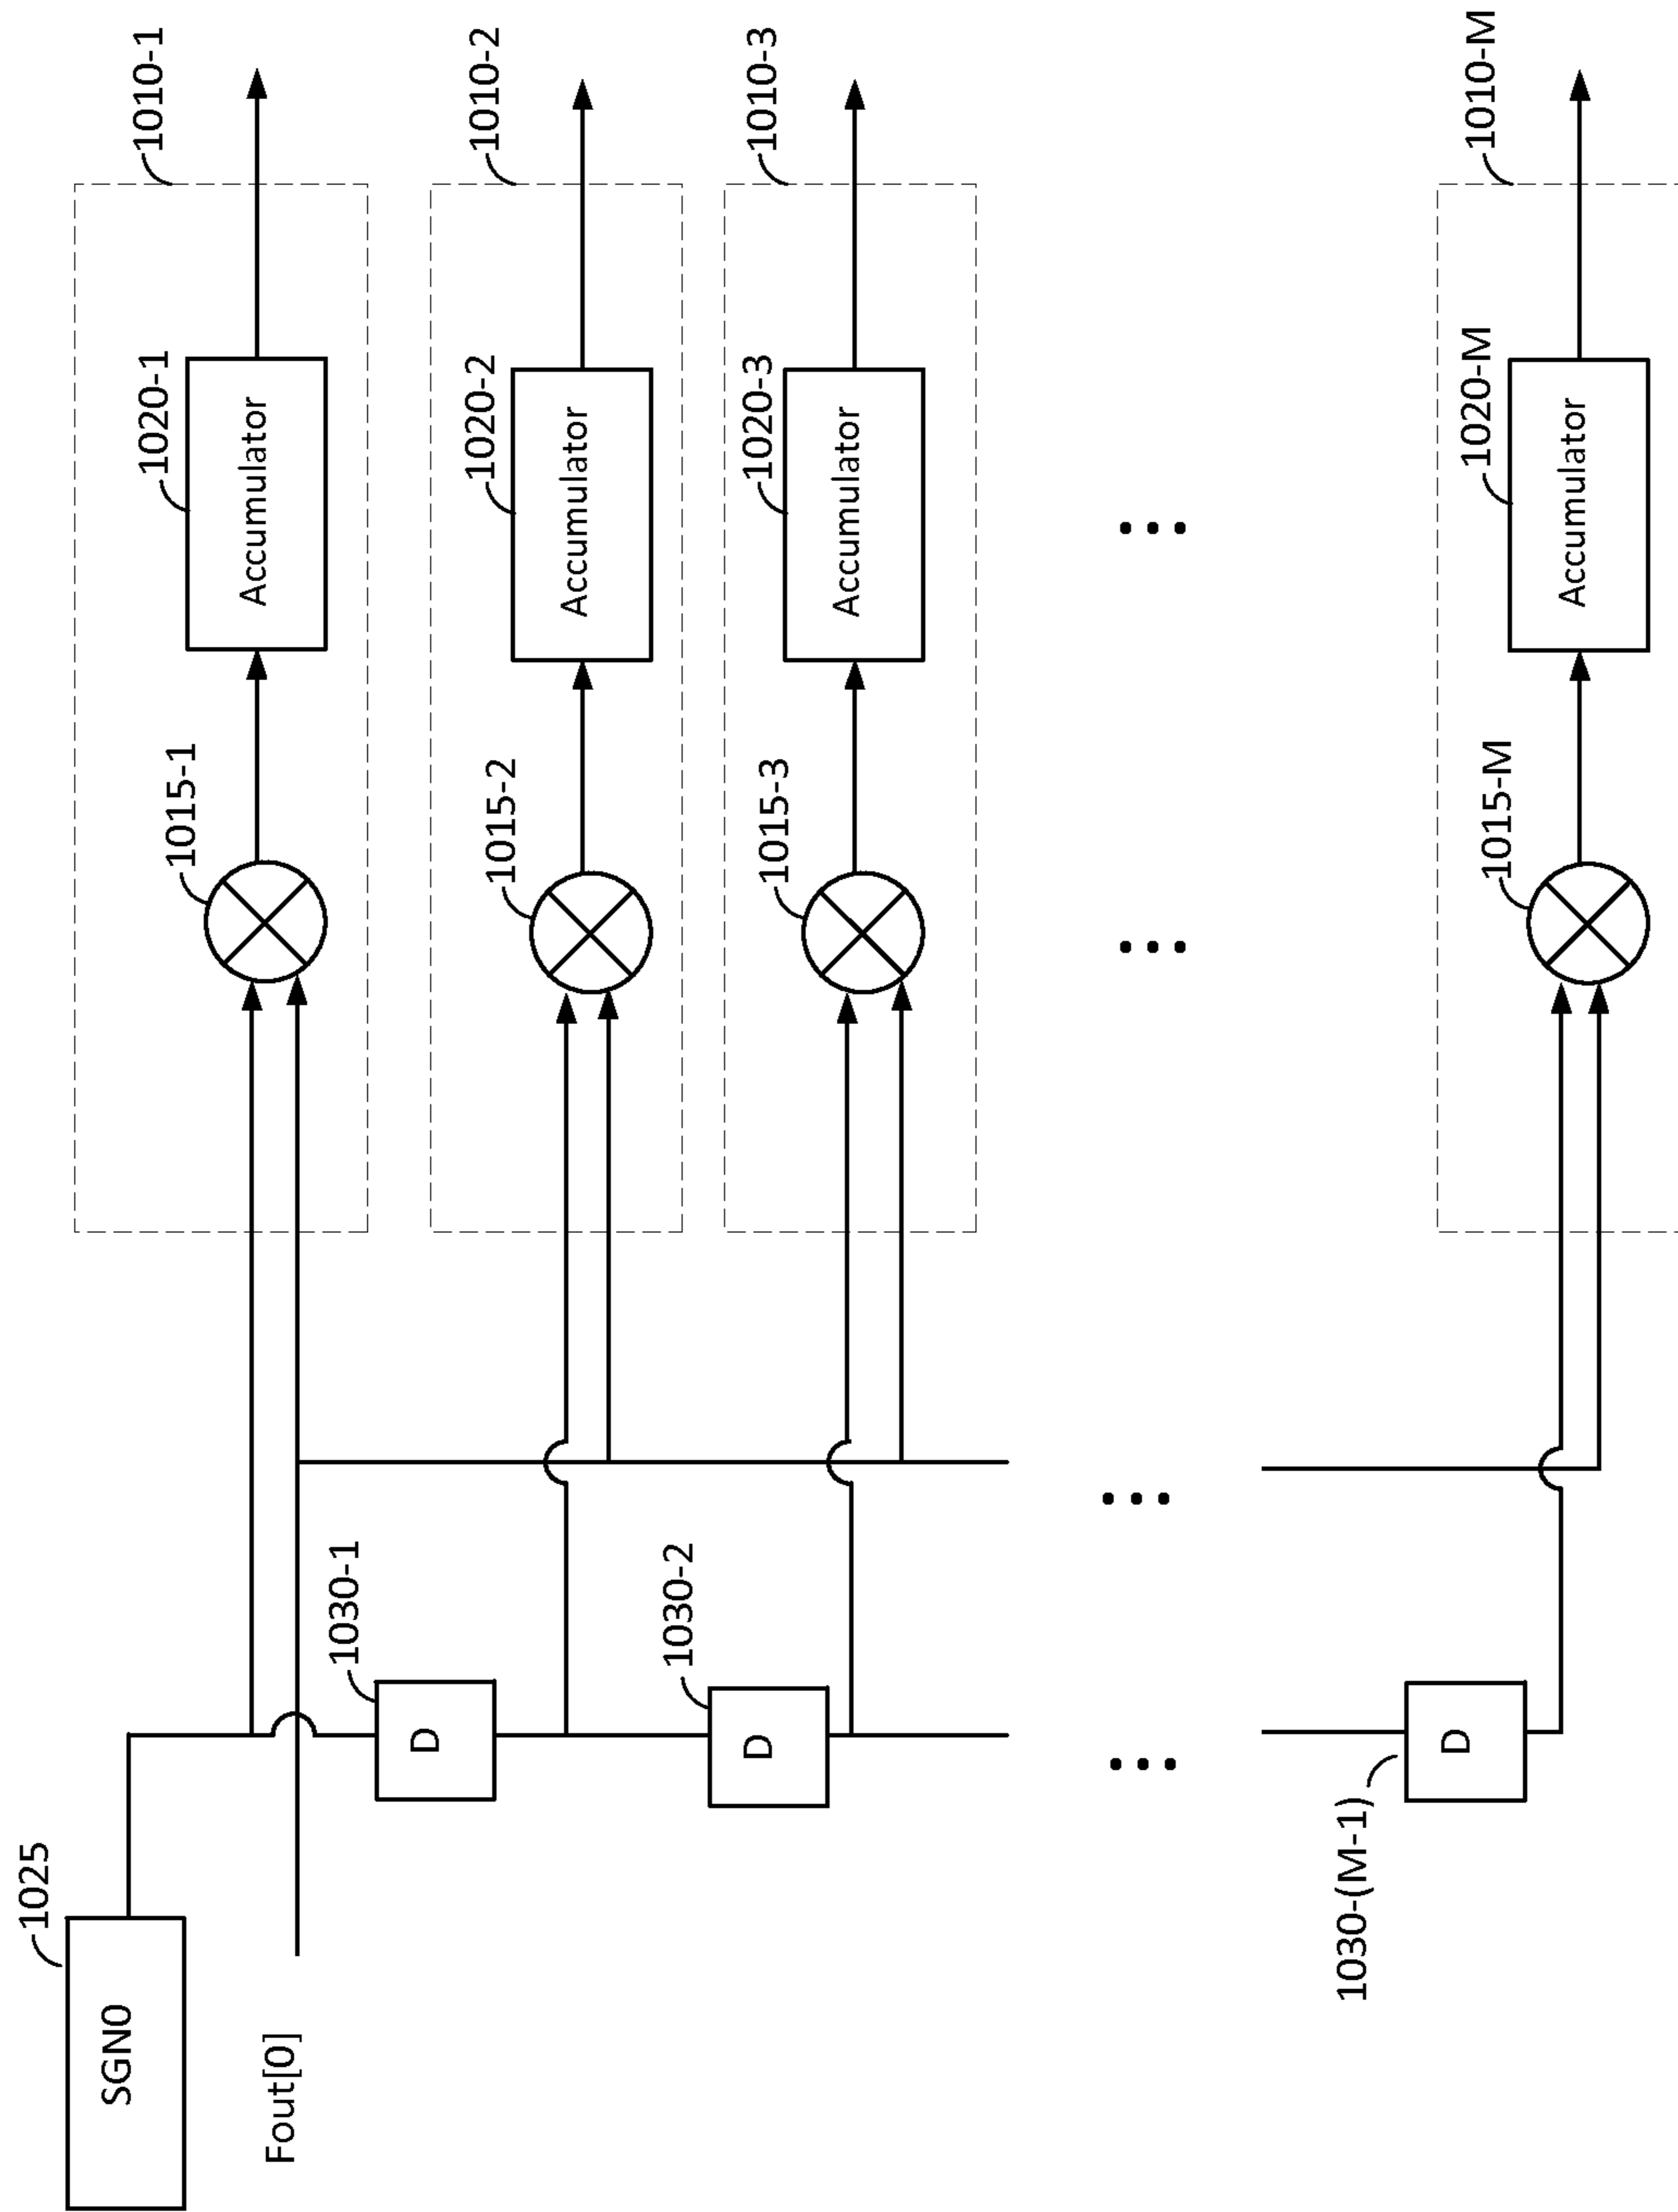 SGN0
1025
Fout[0]
1010-1
1015-1
1020-1
Accumulator
1030-1
D
1010-2
1015-2
1020-2
Accumulator
1030-2
D
1010-3
1015-3
1020-3
Accumulator
...
...
...
...
1030-(M-1)
D
1010-M
1015-M
1020-M
Accumulator